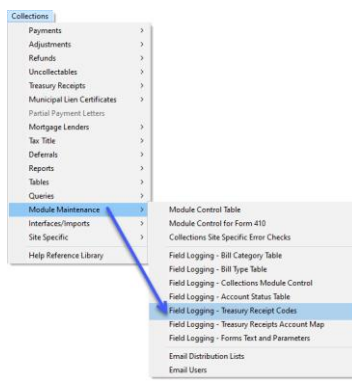 Collections
Payments
Adjustments
Refunds
Uncollectables
Treasury Receipts
Municipal Lien Certificates
Partial Payment Letters
Mortgage Lenders
Tax Title
Deferrals
Reports
Tables
Queries
Module Maintenance
Interfaces/Imports
Site Specific
Help Reference Library
Module Control Table
Module Control for Form 410
Collections Site Specific Error Checks
Field Logging - Bill Category Table
Field Logging - Bill Type Table
Field Logging - Collections Module Control
Field Logging - Account Status Table
Field Logging - Treasury Receipt Codes
Field Logging - Treasury Receipts Account Map
Field Logging - Forms Text and Parameters
Email Distribution Lists
Email Users